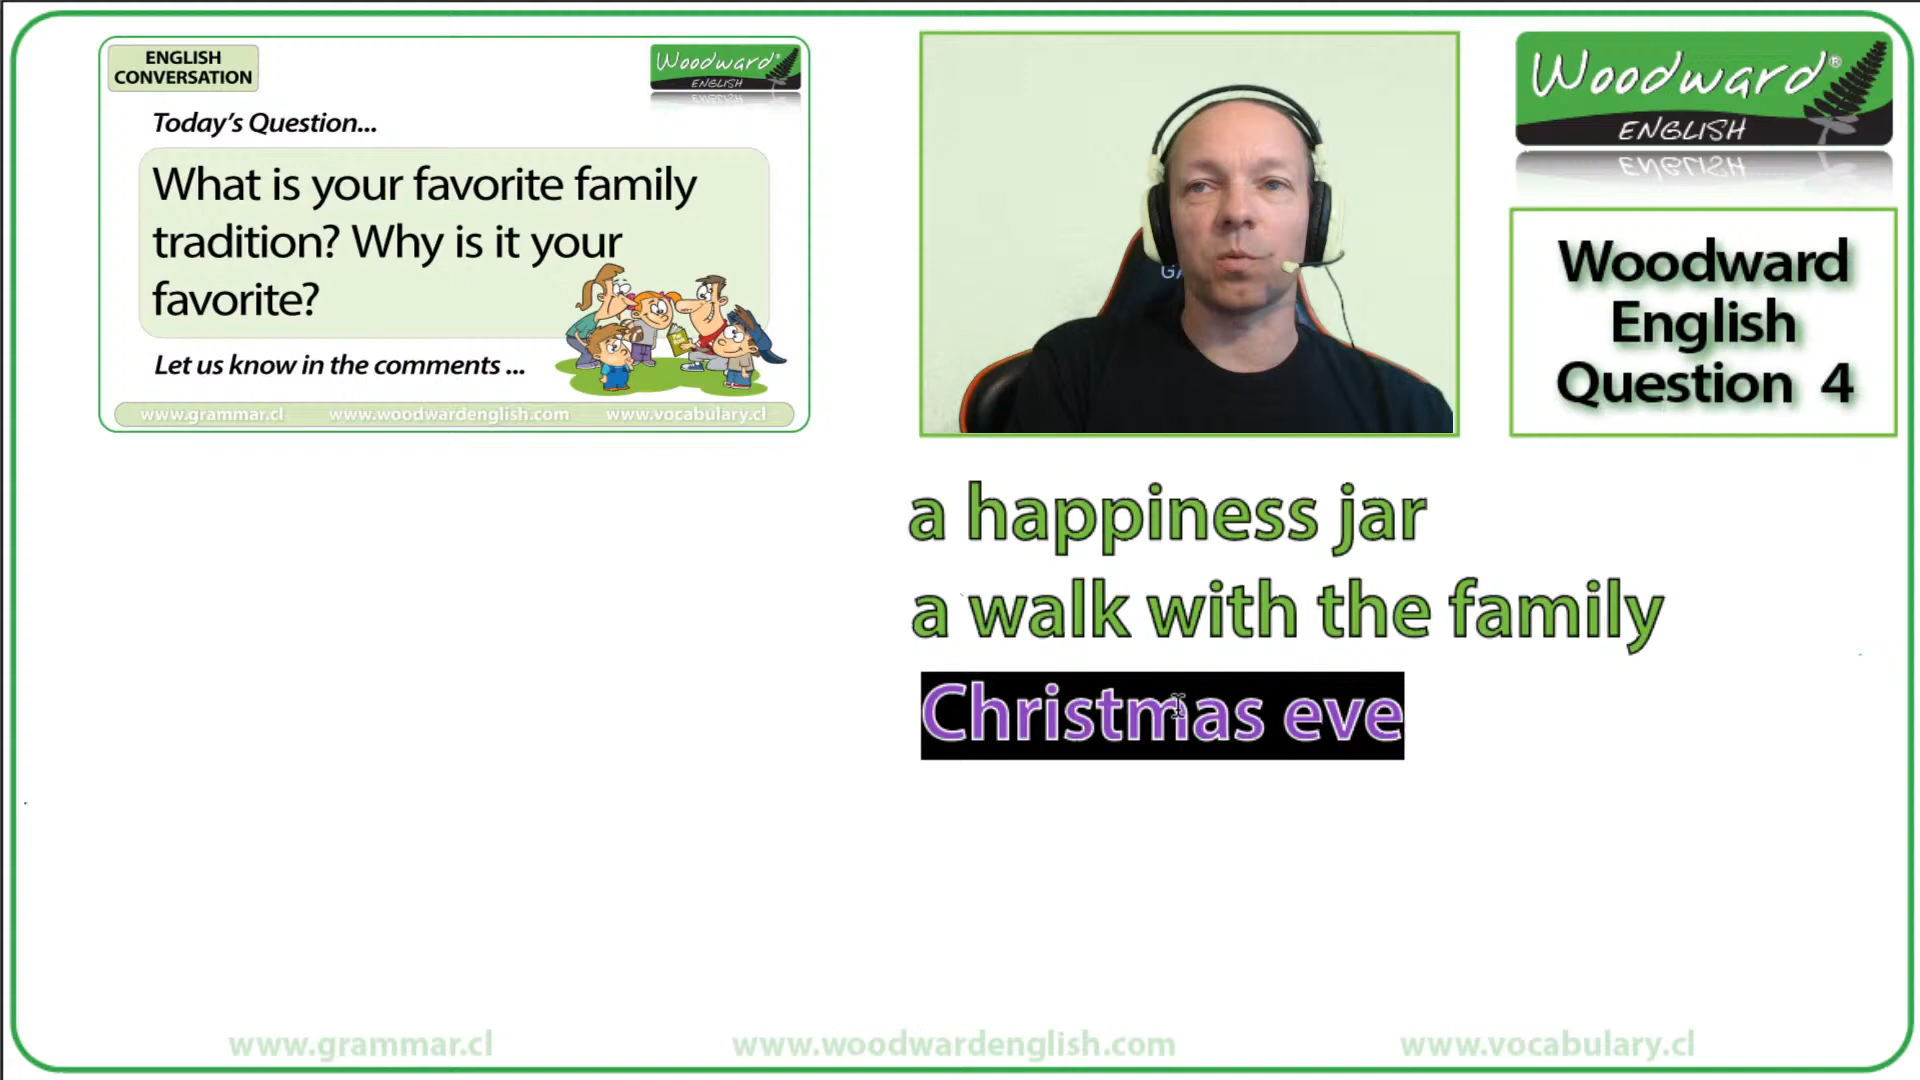 ENGLISH
CONVERSATION
Woodward®
ENGLISH
Today's Question...
What is your favorite family
tradition? Why is it your
favorite?
Let us know in the comments ...
www.grammar.cl www.woodwardenglish.com www.vocabulary.cl
Woodward®
ENGLISH
Woodward
English
Question 4
a happiness jar
a walk with the family
Christmas eve
www.grammar.cl www.woodwardenglish.com www.vocabulary.cl